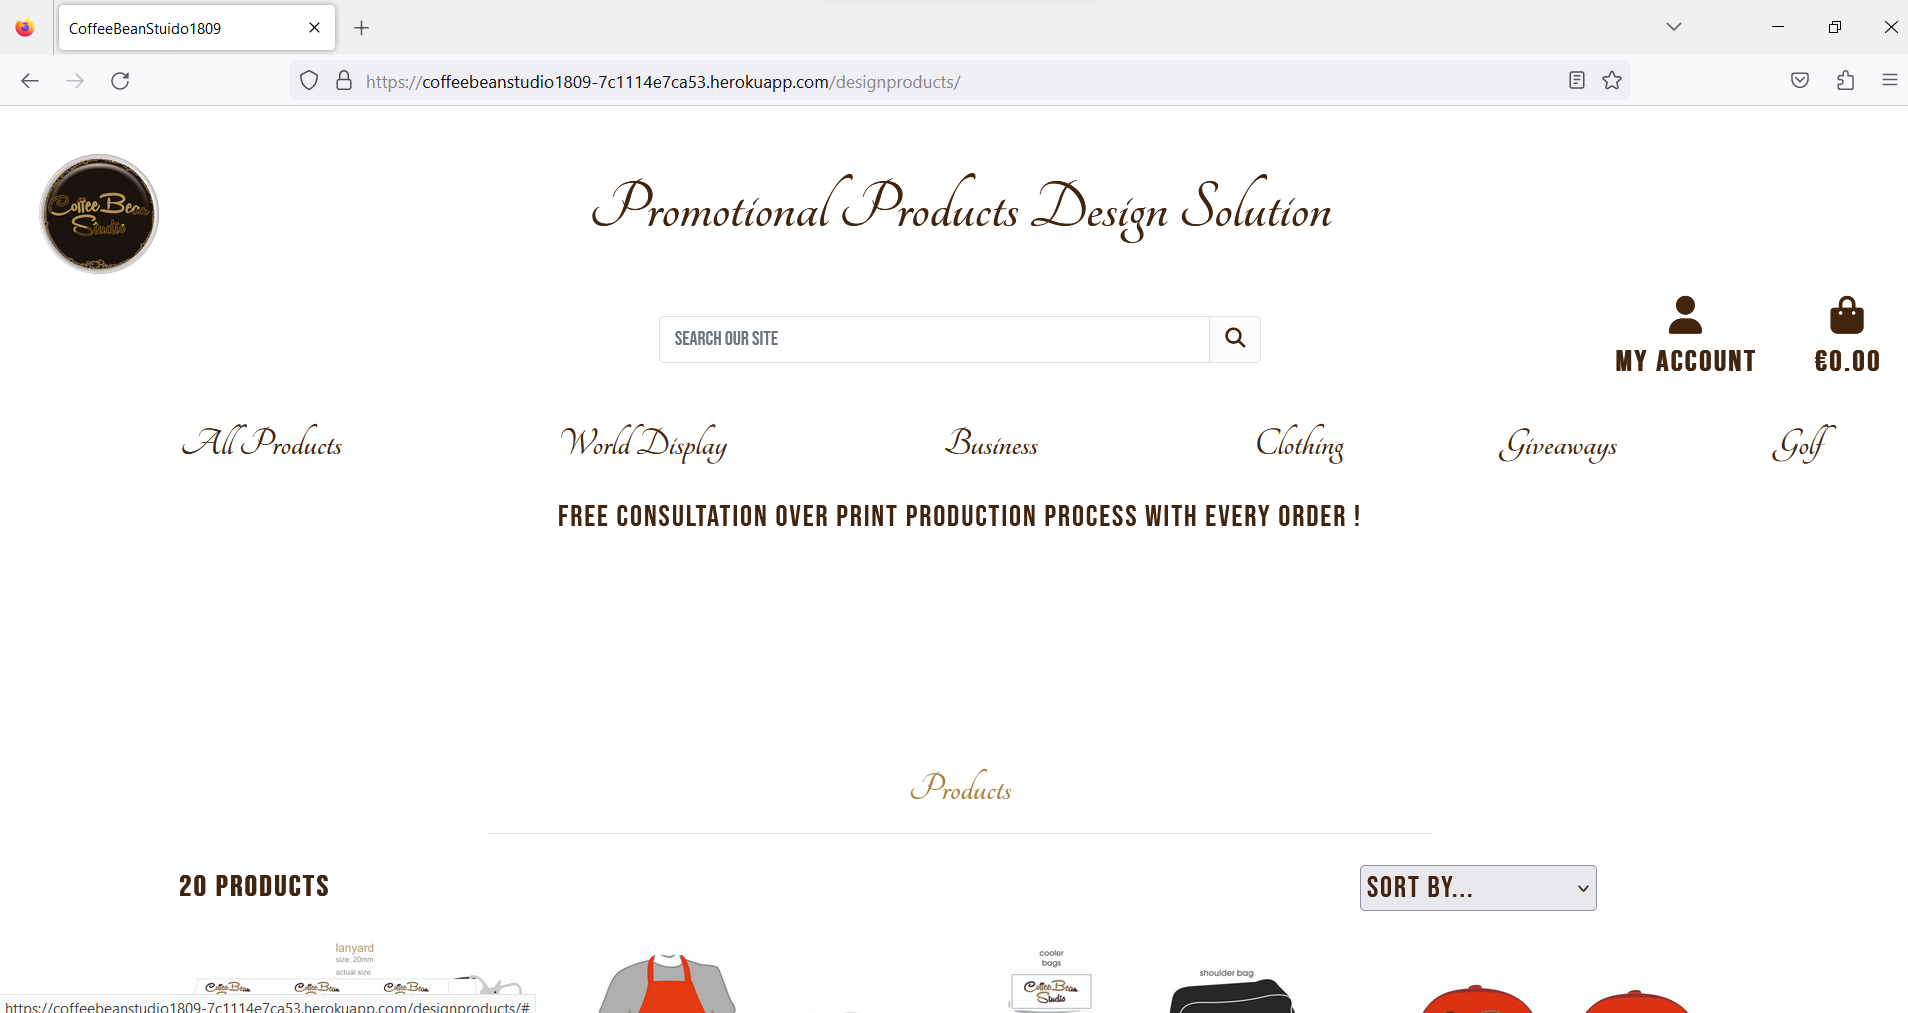 CoffeeBeanStuido1809
https://coffeebeanstudio1809-7c1114e7ca53.herokuapp.com/designproducts/
Coffee Bean
Studio
Promotional Products Design Solution
SEARCH OUR SITE
MY ACCOUNT
€0.00
All Products
World Display
Business
Clothing
Giveaways
Golf
FREE CONSULTATION OVER PRINT PRODUCTION PROCESS WITH EVERY ORDER !
Products
20 PRODUCTS
SORT BY...
lanyard
size: 20mm
actual size
Coffee Bean
Coffee Bean
Coffee Bean
cooler
bags
Coffee Bean
Studio
shoulder bag
https://coffeebeanstudio1809-7c1114e7ca53.herokuapp.com/designproducts/#